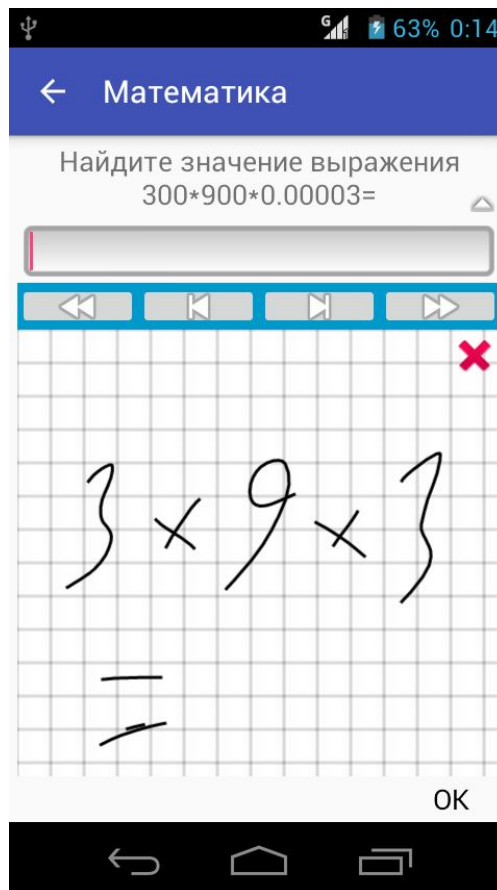 G 63% 0:14
Математика
Найдите значение выражения
300*900*0.00003=
3 × 9 × 3
=
OK